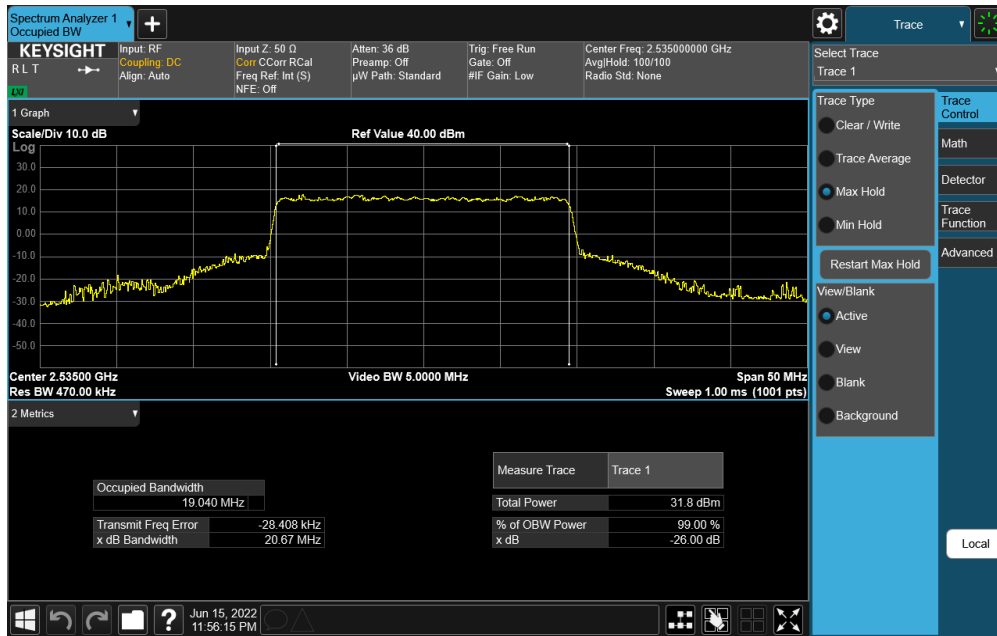 Spectrum Analyzer 1
Occupied BW
+
Trace
KEYSIGHT
R L T
LXI
Input: RF
Coupling: DC
Align: Auto
Input Z: 50 Ω
Corr CCorr RCal
Freq Ref: Int (S)
NFE: Off
Atten: 36 dB
Preamp: Off
µW Path: Standard
Trig: Free Run
Gate: Off
#IF Gain: Low
Center Freq: 2.535000000 GHz
Avg|Hold: 100/100
Radio Std: None
Select Trace
Trace 1
1 Graph
Scale/Div 10.0 dB
Ref Value 40.00 dBm
Log
30.0
20.0
10.0
0.00
-10.0
-20.0
-30.0
-40.0
-50.0
Center 2.53500 GHz
Video BW 5.0000 MHz
Span 50 MHz
Res BW 470.00 kHz
Sweep 1.00 ms (1001 pts)
Trace Type
Clear / Write
Trace Average
Max Hold
Min Hold
Restart Max Hold
View/Blank
Active
View
Blank
Background
Trace
Control
Math
Detector
Trace
Function
Advanced
2 Metrics
Occupied Bandwidth
19.040 MHz
Transmit Freq Error -28.408 kHz
x dB Bandwidth 20.67 MHz
Measure Trace Trace 1
Total Power 31.8 dBm
% of OBW Power 99.00 %
x dB -26.00 dB
Local
?
Jun 15, 2022
11:56:15 PM